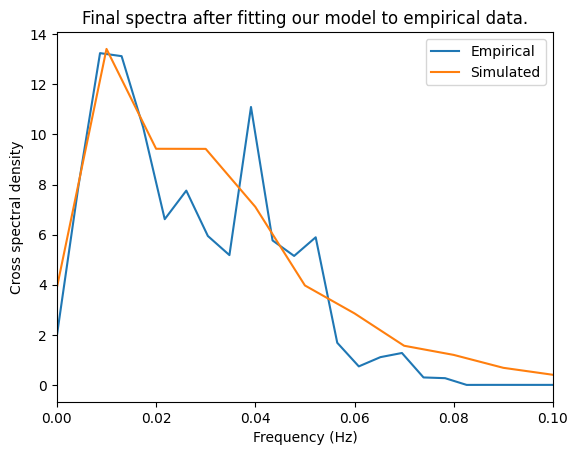 Final spectra after fitting our model to empirical data.
Empirical
Simulated
Cross spectral density
14
12
10
8
6
4
2
0
0.00 0.02 0.04 0.06 0.08 0.10
Frequency (Hz)